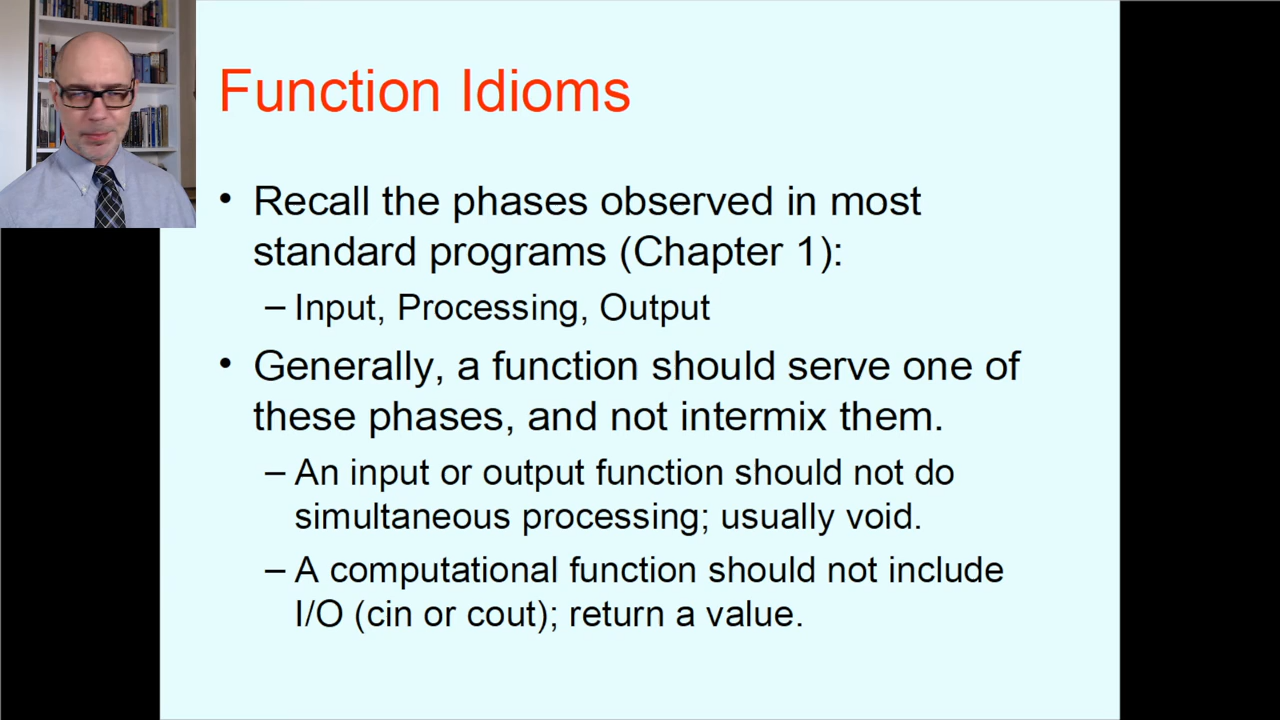 Function Idioms
• Recall the phases observed in most
standard programs (Chapter 1):
– Input, Processing, Output
• Generally, a function should serve one of
these phases, and not intermix them.
– An input or output function should not do
simultaneous processing; usually void.
– A computational function should not include
I/O (cin or cout); return a value.